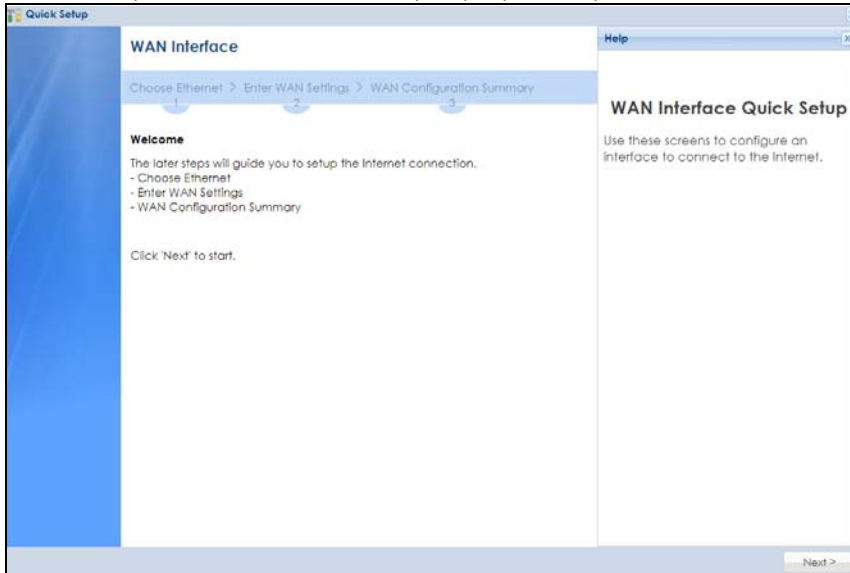 Quick Setup
WAN Interface
Choose Ethernet > Enter WAN Settings > WAN Configuration Summary
1 2 3
Welcome
The later steps will guide you to setup the Internet connection.
- Choose Ethernet
- Enter WAN Settings
- WAN Configuration Summary
Click 'Next' to start.
Help
WAN Interface Quick Setup
Use these screens to configure an
interface to connect to the Internet.
Next >